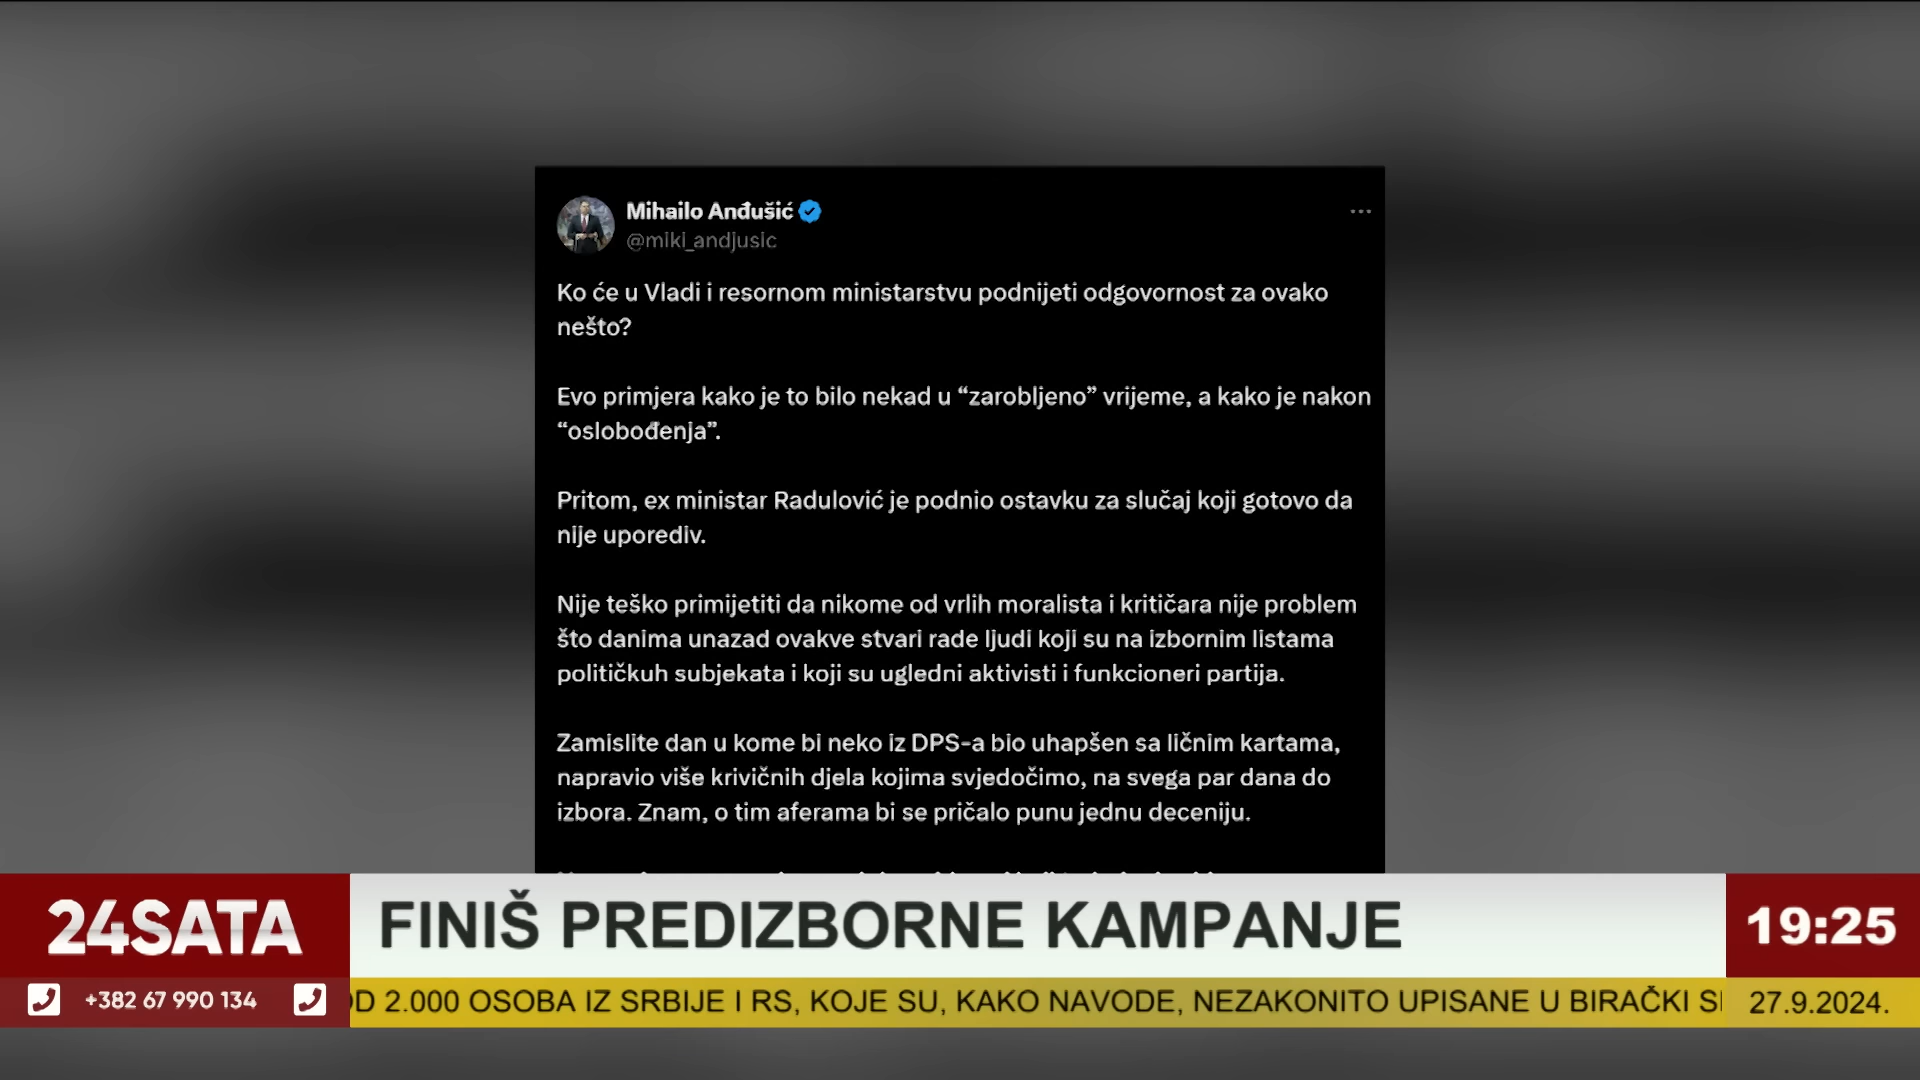 Mihailo Anđušić
@miki_andjusic
Ko će u Vladi i resornom ministarstvu podnijeti odgovornost za ovako
nešto?
Evo primjera kako je to bilo nekad u “zarobljeno” vrijeme, a kako je nakon
“oslobođenja”.
Pritom, ex ministar Radulović je podnio ostavku za slučaj koji gotovo da
nije uporediv.
Nije teško primijetiti da nikome od vrlih moralista i kritičara nije problem
što danima unazad ovakve stvari rade ljudi koji su na izbornim listama
političkuh subjekata i koji su ugledni aktivisti i funkcioneri partija.
Zamislite dan u kome bi neko iz DPS-a bio uhapšen sa ličnim kartama,
napravio više krivičnih djela kojima svjedočimo, na svega par dana do
izbora. Znam, o tim aferama bi se pričalo punu jednu deceniju.
24SATA
FINIŠ PREDIZBORNE KAMPANJE
19:25
+382 67 990 134
2.000 OSOBA IZ SRBIJE I RS, KOJE SU, KAKO NAVODE, NEZAKONITO UPISANE U BIRAČKI
27.9.2024.